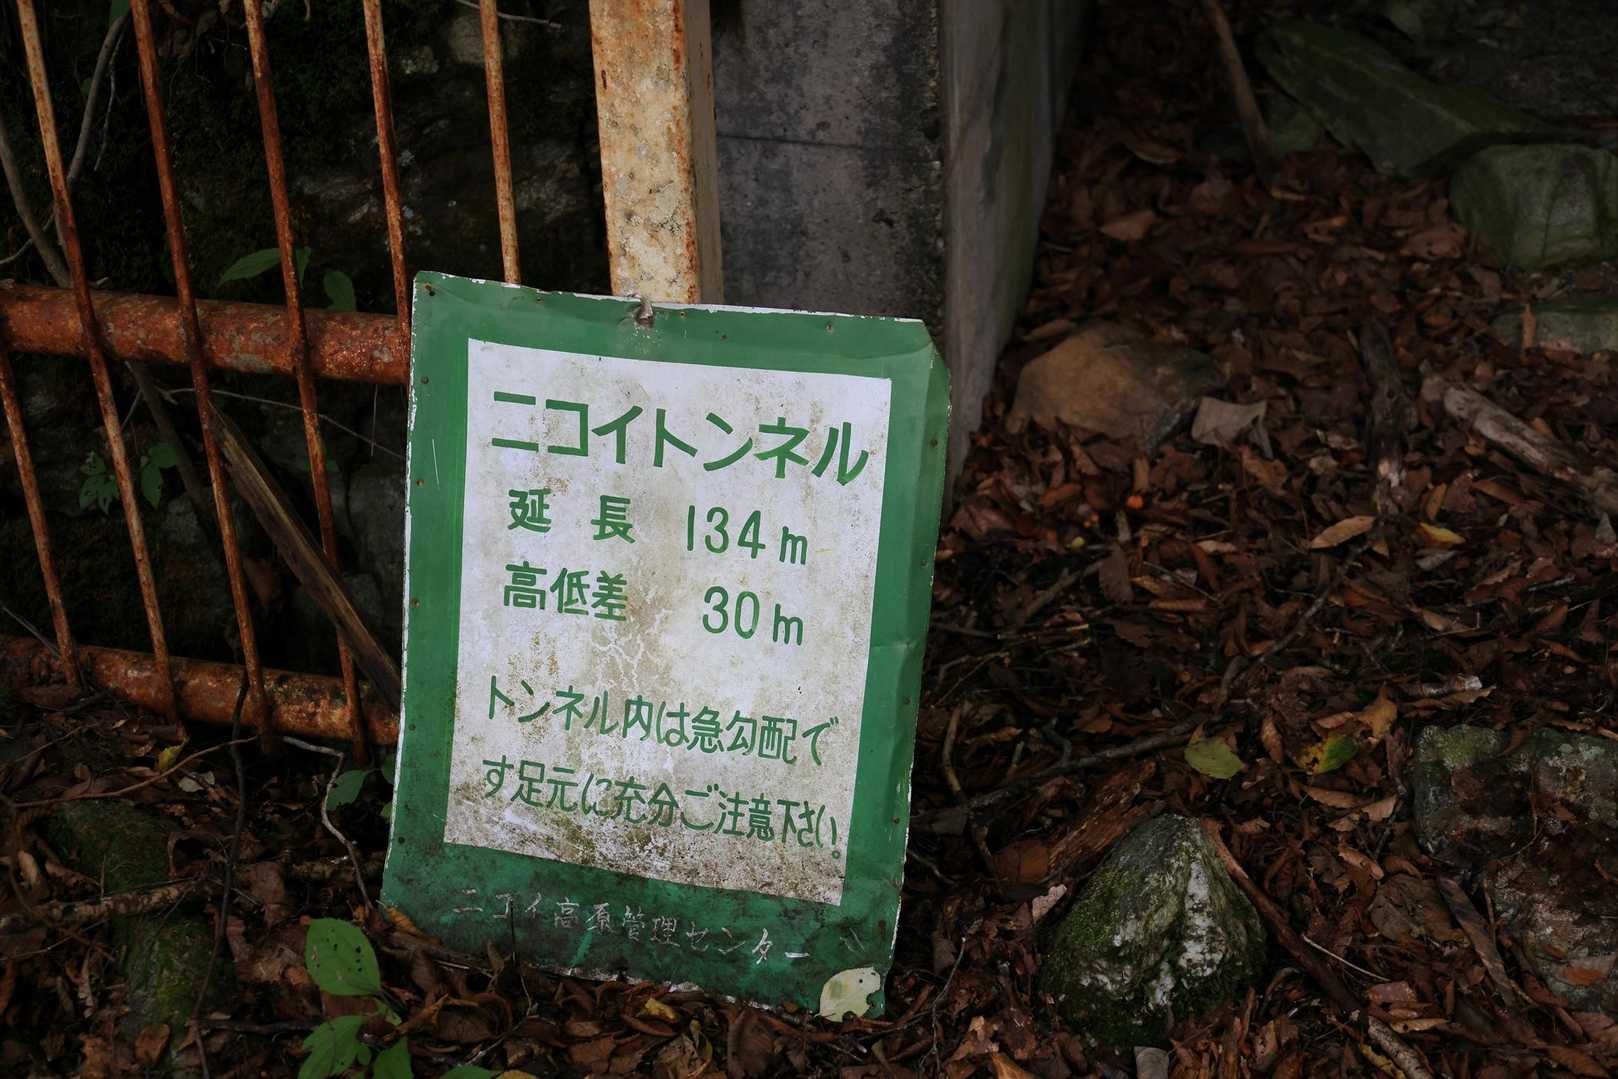 ニコイトンネル
延 長 134m
高低差 30m
トンネル内は急勾配で
す足元に充分ご注意下さい。
ニコイ高原管理センター